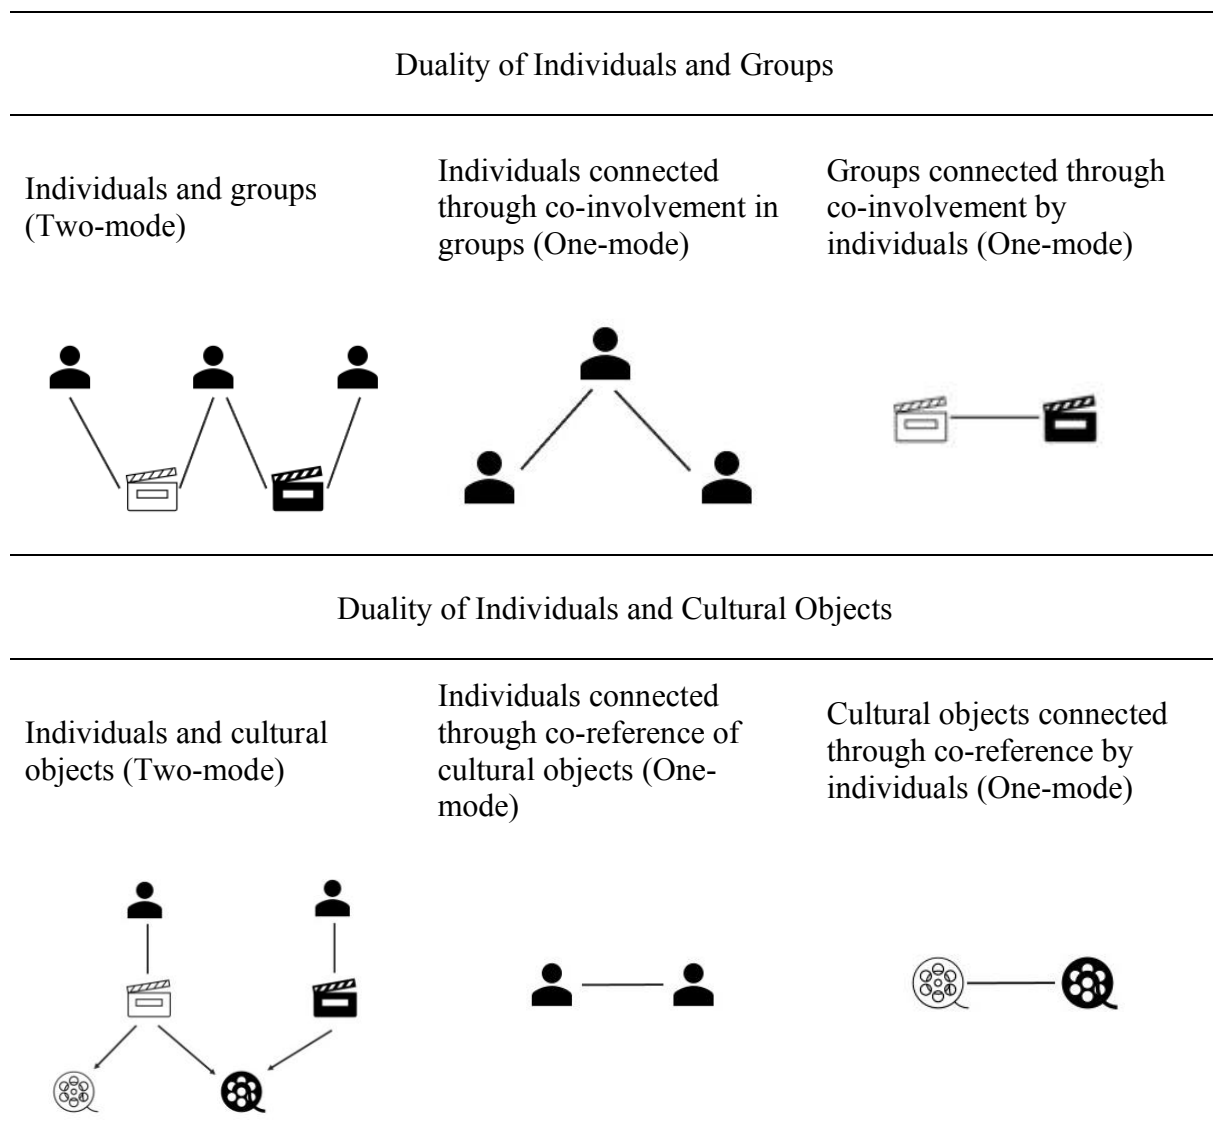 Duality of Individuals and Groups
Individuals and groups
(Two-mode)
Individuals connected
through co-involvement in
groups (One-mode)
Groups connected through
co-involvement by
individuals (One-mode)
Duality of Individuals and Cultural Objects
Individuals and cultural
objects (Two-mode)
Individuals connected
through co-reference of
cultural objects (One-
mode)
Cultural objects connected
through co-reference by
individuals (One-mode)